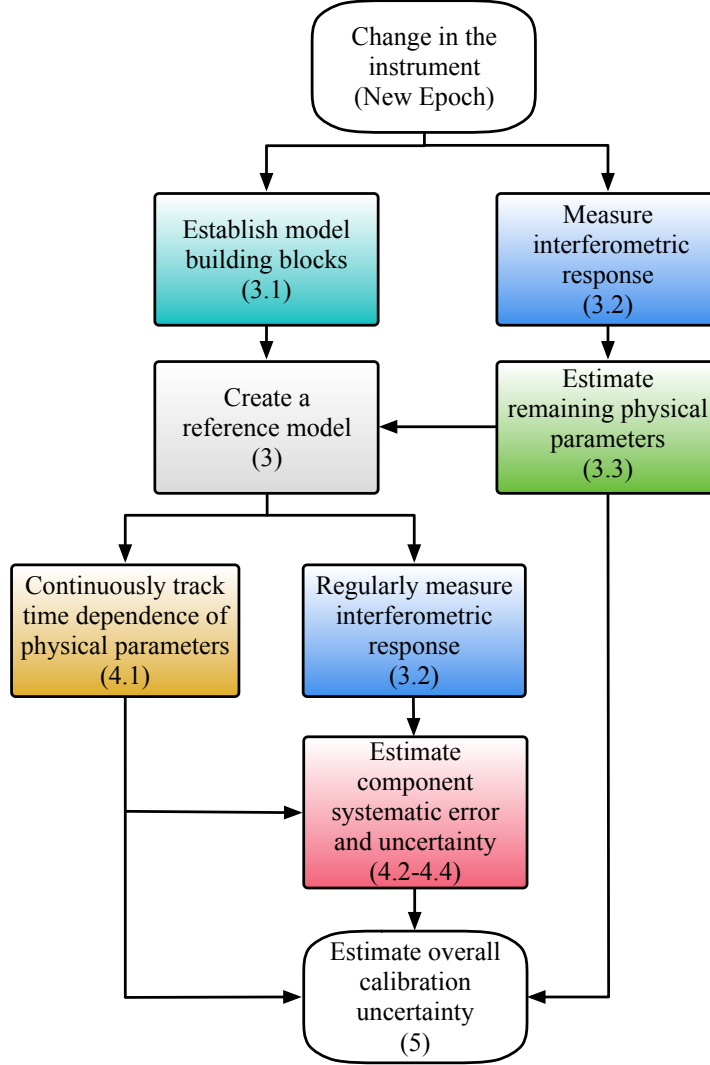 Change in the
instrument
(New Epoch)
Establish model
building blocks
(3.1)
Measure
interferometric
response
(3.2)
Create a
reference model
(3)
Estimate
remaining physical
parameters
(3.3)
Continuously track
time dependence of
physical parameters
(4.1)
Regularly measure
interferometric
response
(3.2)
Estimate
component
systematic error
and uncertainty
(4.2-4.4)
Estimate overall
calibration
uncertainty
(5)